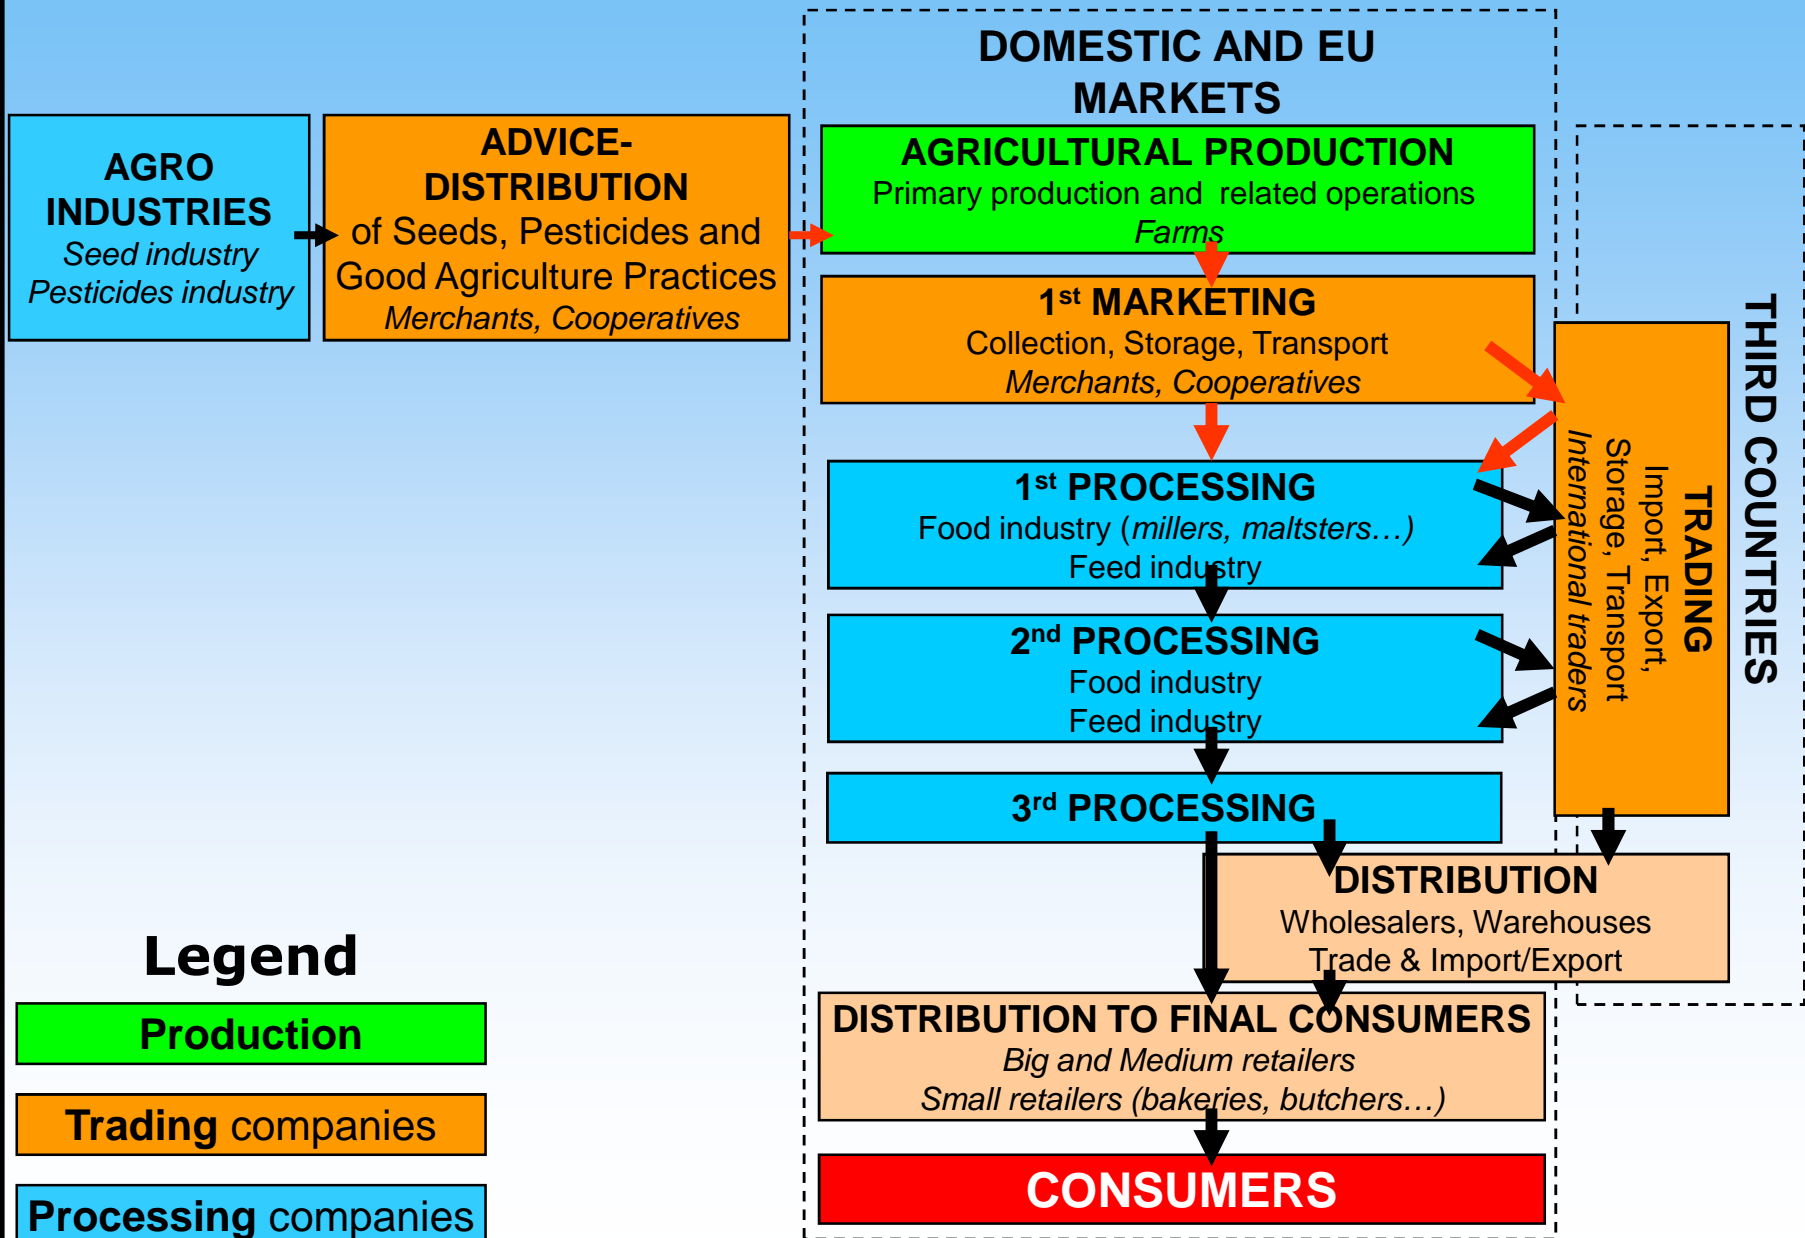 DOMESTIC AND EU
MARKETS
AGRO
INDUSTRIES
Seed industry
Pesticides industry
ADVICE-
DISTRIBUTION
of Seeds, Pesticides and
Good Agriculture Practices
Merchants, Cooperatives
AGRICULTURAL PRODUCTION
Primary production and related operations
Farms
1st MARKETING
Collection, Storage, Transport
Merchants, Cooperatives
1st PROCESSING
Food industry (millers, maltsters…)
Feed industry
2nd PROCESSING
Food industry
Feed industry
3rd PROCESSING
THIRD COUNTRIES
TRADING
Import, Export,
Storage, Transport
International traders
DISTRIBUTION
Wholesalers, Warehouses
Trade & Import/Export
DISTRIBUTION TO FINAL CONSUMERS
Big and Medium retailers
Small retailers (bakeries, butchers…)
CONSUMERS
Legend
Production
Trading companies
Processing companies